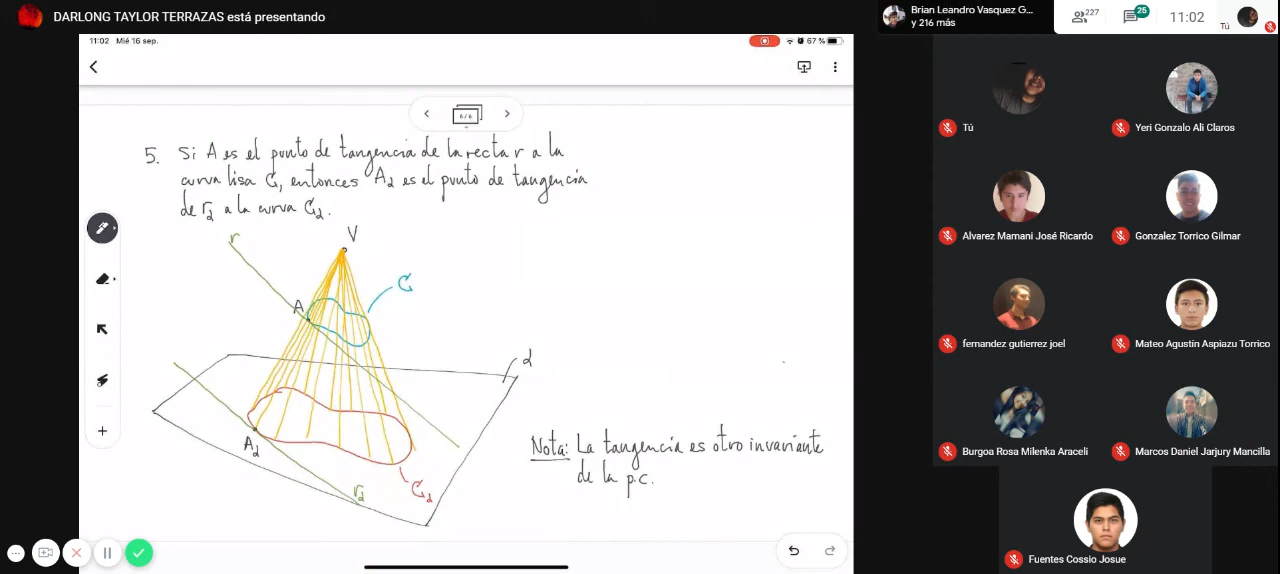 DARLONG TAYLOR TERRAZAS está presentando
Brian Leandro Vasquez G...
y 216 más
227
25
11:02
Tú
11:02 Mié 16 sep.
67 %
6/6
5. Si A es el punto de tangencia de la recta r a la
curva lisa C, entonces A₂ es el punto de tangencia
de r₂ a la curva C₂.
V
r
C
A
α
A₂
r₂
C₂
Nota: La tangencia es otro invariante
de la p.c.
Tú
Yeri Gonzalo Ali Claros
Alvarez Mamani José Ricardo
Gonzalez Torrico Gilmar
fernandez gutierrez joel
Mateo Agustín Aspiazu Torrico
Burgoa Rosa Milenka Araceli
Marcos Daniel Jarjury Mancilla
Fuentes Cossio Josue